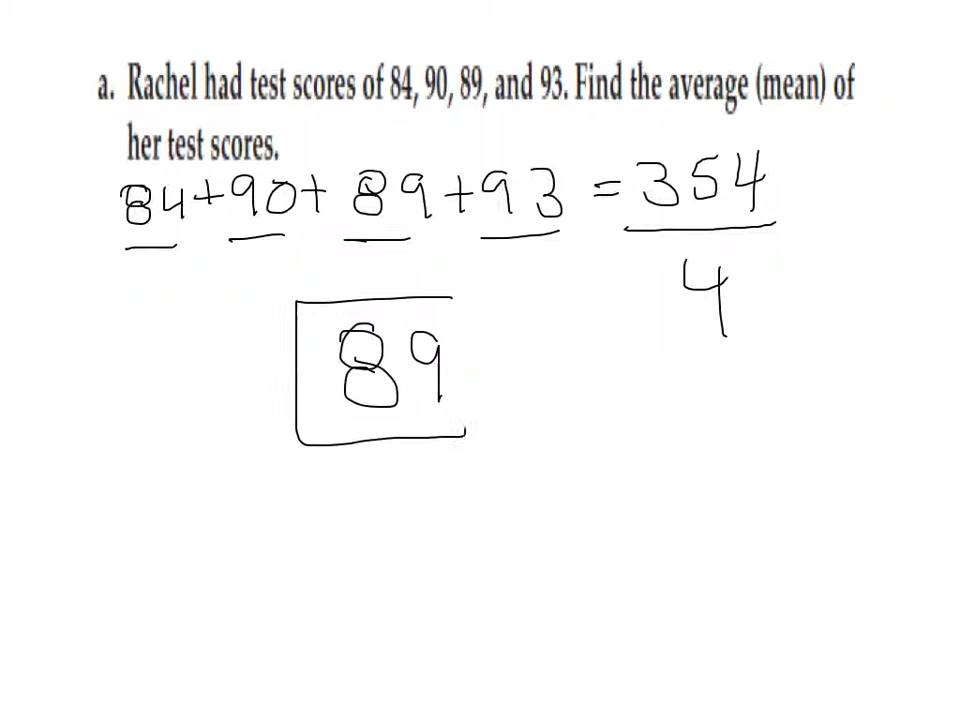 a. Rachel had test scores of 84, 90, 89, and 93. Find the average (mean) of
her test scores.
84+90+ 89+93 = 354
4
89